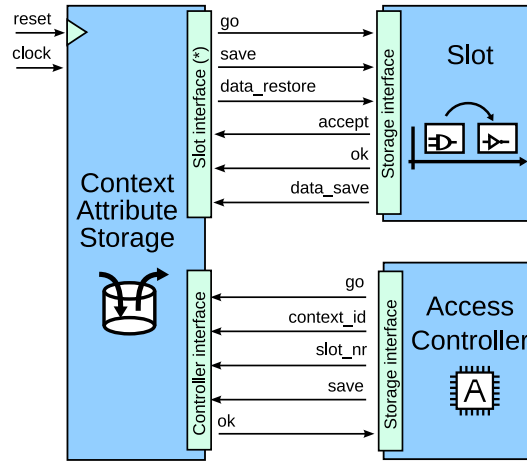 reset
clock
Context
Attribute
Storage
Slot interface (*)
go
save
data_restore
accept
ok
data_save
Storage interface
Slot
Controller interface
go
context_id
slot_nr
save
ok
Storage interface
Access
Controller
A